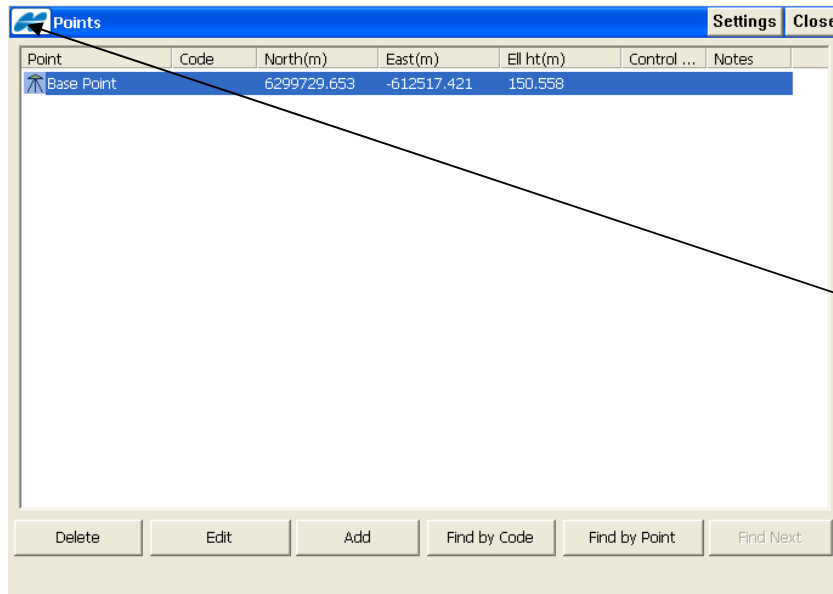 Points Settings Close
Point Code North(m) East(m) Ell ht(m) Control ... Notes
Base Point 6299729.653 -612517.421 150.558
Delete Edit Add Find by Code Find by Point Find Next